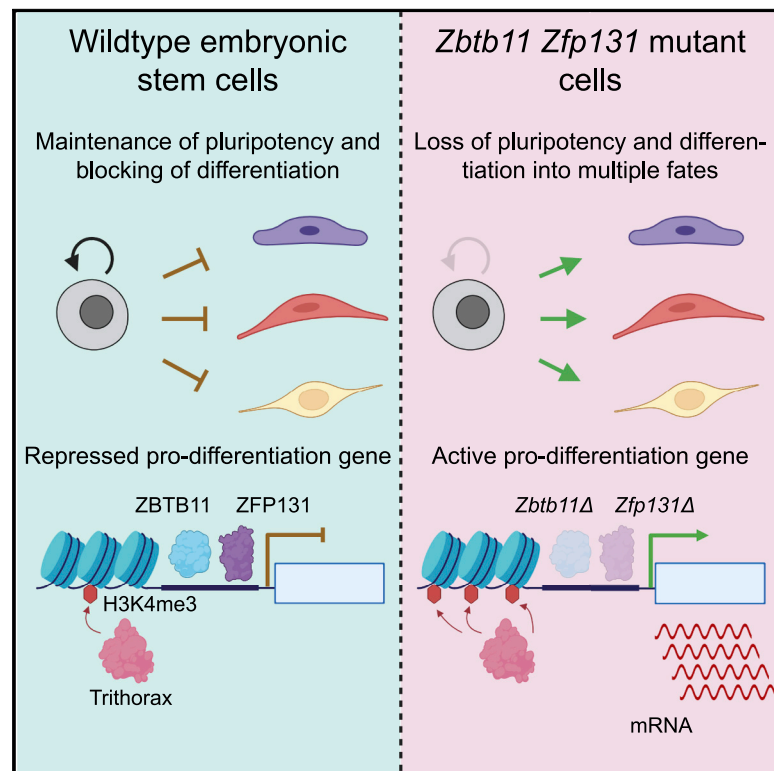 Wildtype embryonic
stem cells
Maintenance of pluripotency and
blocking of differentiation
Repressed pro-differentiation gene
ZBTB11 ZFP131
H3K4me3
Trithorax
Zbtb11 Zfp131 mutant
cells
Loss of pluripotency and differen-
tiation into multiple fates
Active pro-differentiation gene
Zbtb11Δ Zfp131Δ
mRNA